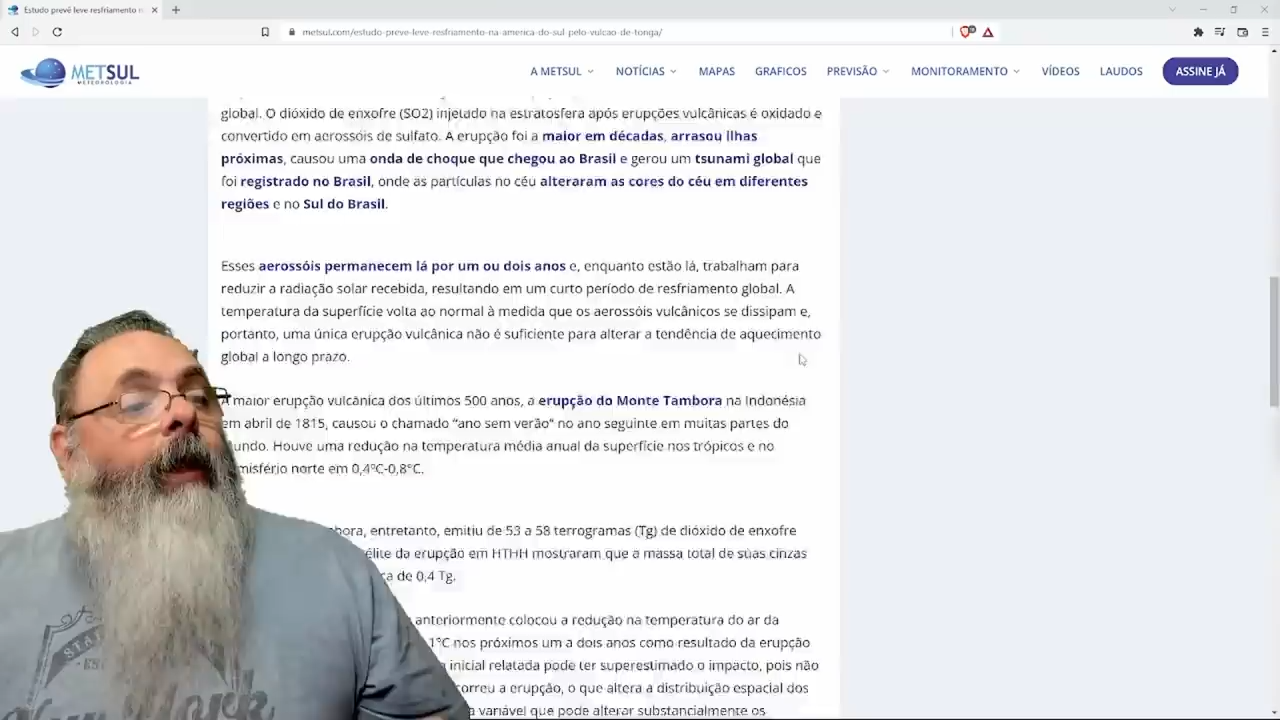 Estudo prevê leve resfriamento n
metsul.com/estudo-preve-leve-resfriamento-na-america-do-sul-pelo-vulcao-de-tonga/
METSUL
METEOROLOGIA
A METSUL
NOTÍCIAS
MAPAS
GRAFICOS
PREVISÃO
MONITORAMENTO
VÍDEOS
LAUDOS
ASSINE JÁ
global. O dióxido de enxofre (SO2) injetado na estratosfera após erupções vulcânicas é oxidado e
convertido em aerossóis de sulfato. A erupção foi a maior em décadas, arrasou ilhas
próximas, causou uma onda de choque que chegou ao Brasil e gerou um tsunami global que
foi registrado no Brasil, onde as partículas no céu alteraram as cores do céu em diferentes
regiões e no Sul do Brasil.
Esses aerossóis permanecem lá por um ou dois anos e, enquanto estão lá, trabalham para
reduzir a radiação solar recebida, resultando em um curto período de resfriamento global. A
temperatura da superfície volta ao normal à medida que os aerossóis vulcânicos se dissipam e,
portanto, uma única erupção vulcânica não é suficiente para alterar a tendência de aquecimento
global a longo prazo.
A maior erupção vulcânica dos últimos 500 anos, a erupção do Monte Tambora na Indonésia
em abril de 1815, causou o chamado “ano sem verão” no ano seguinte em muitas partes do
mundo. Houve uma redução na temperatura média anual da superfície nos trópicos e no
misfério norte em 0,4°C-0,8°C.
bora, entretanto, emitiu de 53 a 58 terrogramas (Tg) de dióxido de enxofre
élite da erupção em HTHH mostraram que a massa total de suas cinzas
ca de 0,4 Tg.
anteriormente colocou a redução na temperatura do ar da
1°C nos próximos um a dois anos como resultado da erupção
inicial relatada pode ter superestimado o impacto, pois não
correu a erupção, o que altera a distribuição espacial dos
a variável que pode alterar substancialmente os